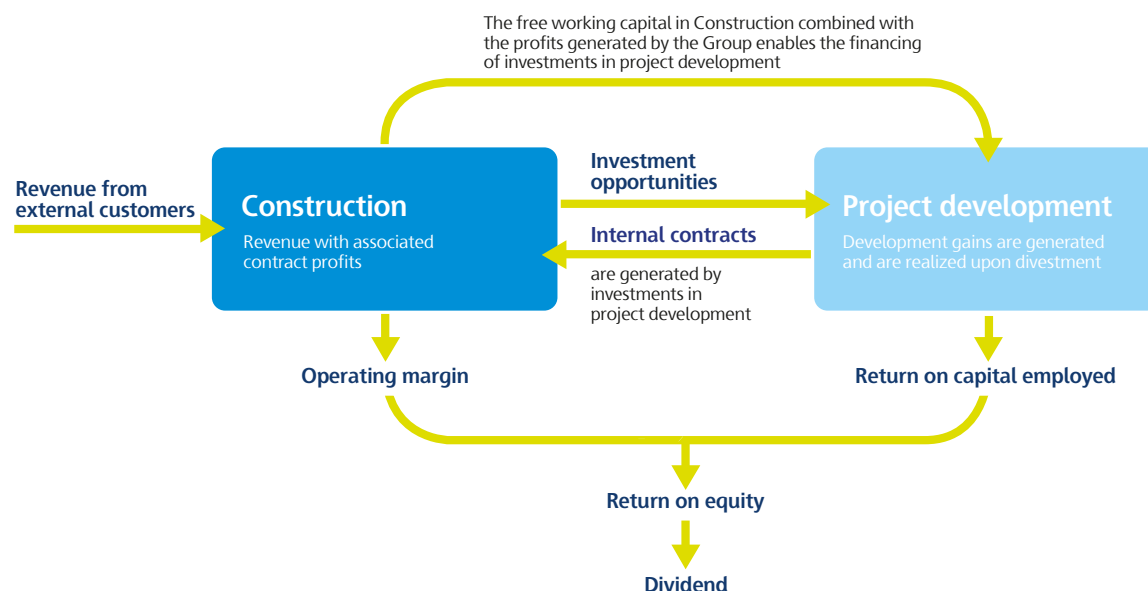 The free working capital in Construction combined with
the profits generated by the Group enables the financing
of investments in project development
Revenue from
external customers
Construction
Revenue with associated
contract profits
Investment
opportunities
Internal contracts
are generated by
investments in
project development
Project development
Development gains are generated
and are realized upon divestment
Operating margin
Return on capital employed
Return on equity
Dividend